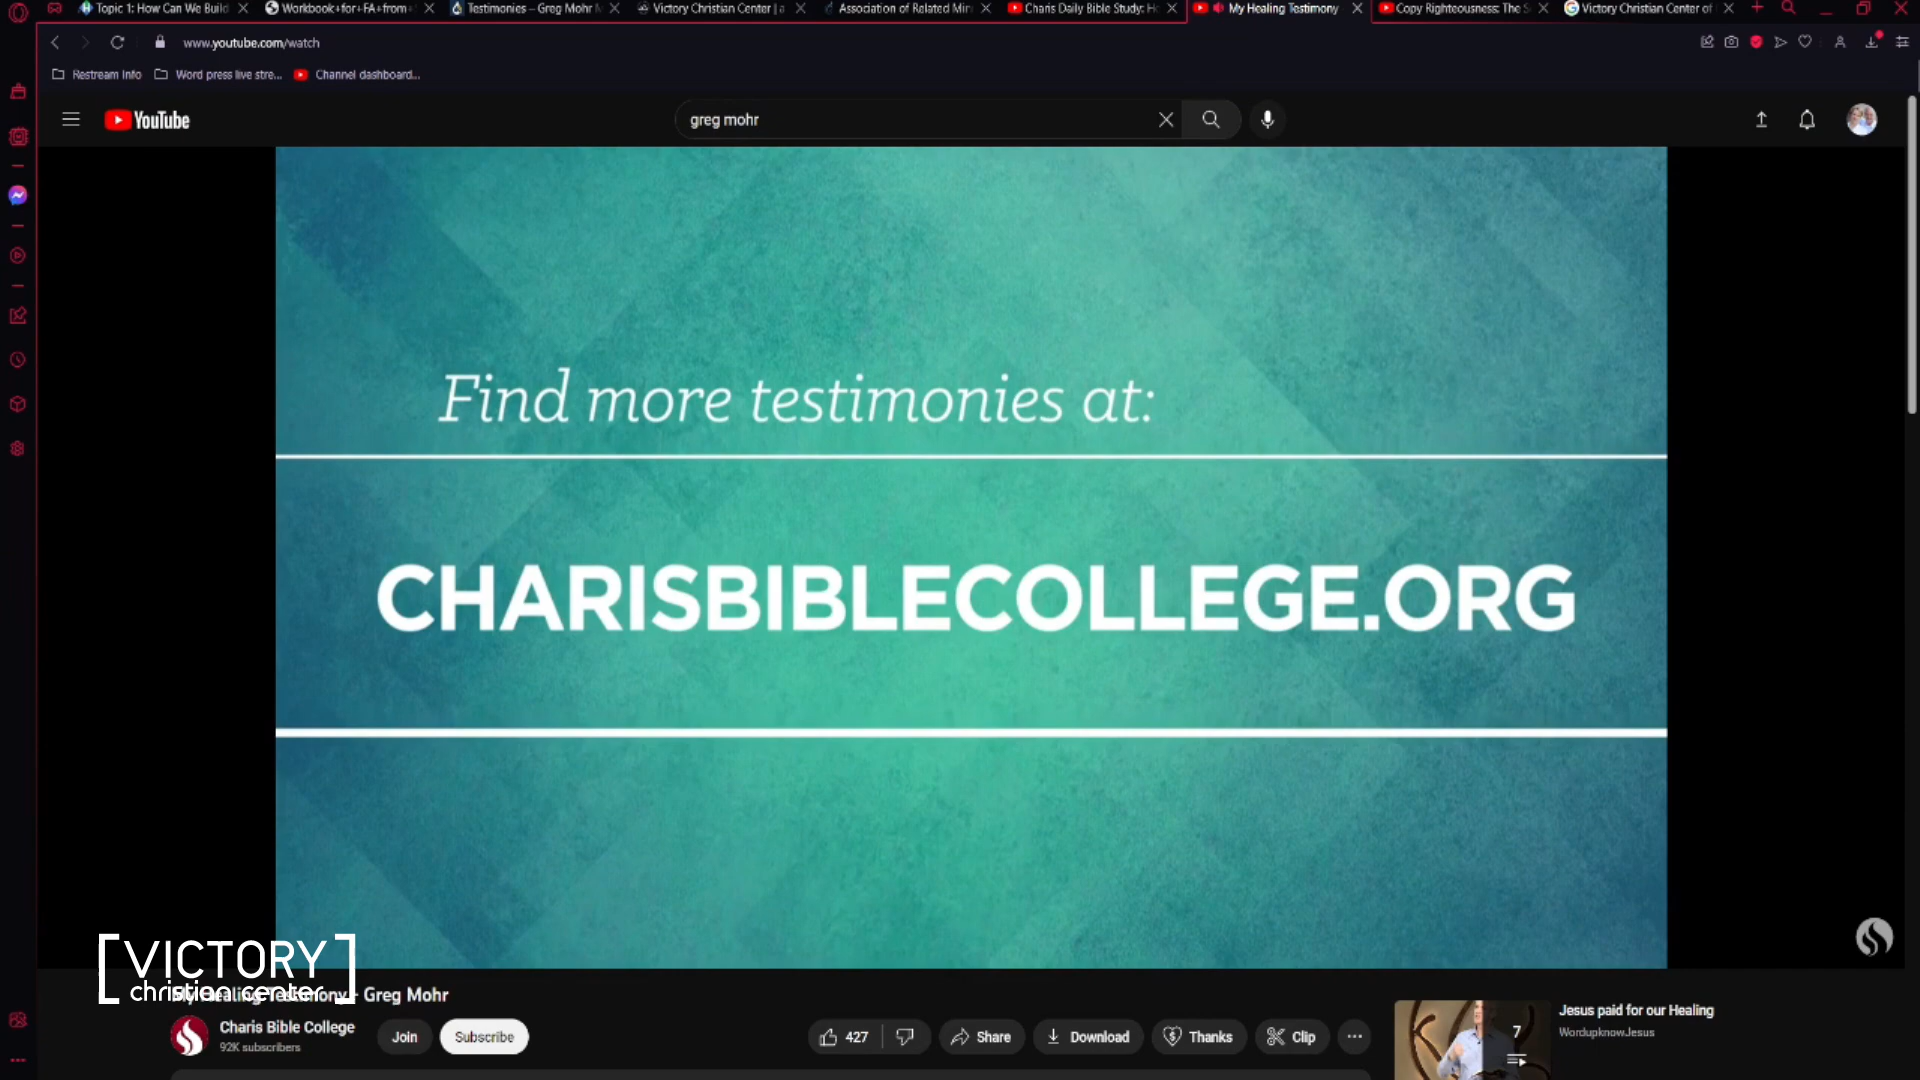 Topic 1: How Can We Build
Workbook+for+FA+from+
Testimonies – Greg Mohr M
Victory Christian Center | a
Association of Related Min
Charis Daily Bible Study: H
My Healing Testimony
Copy Righteousness: The S
Victory Christian Center of
www.youtube.com/watch
Restream Info
Word press live stre...
Channel dashboard...
YouTube
greg mohr
Find more testimonies at:
CHARISBIBLECOLLEGE.ORG
[VICTORY
christian center]
My Healing Testimony - Greg Mohr
Charis Bible College
92K subscribers
Join
Subscribe
427
Share
Download
Thanks
Clip
7
Jesus paid for our Healing
WordupknowJesus